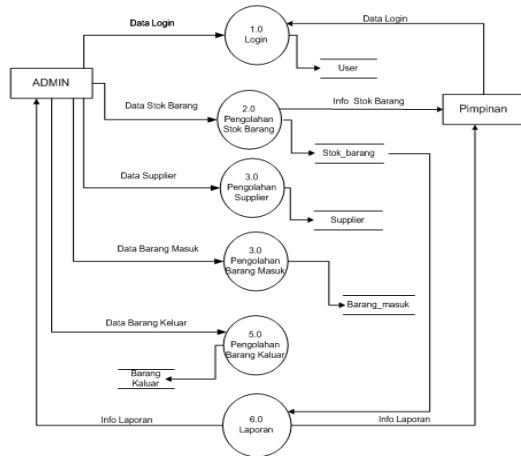 Data Login
1.0
Login
Data Login
User
ADMIN
Data Stok Barang
2.0
Pengolahan
Stok Barang
Info Stok Barang
Pimpinan
Stok_barang
Data Supplier
3.0
Pengolahan
Supplier
Supplier
Data Barang Masuk
3.0
Pengolahan
Barang Masuk
Barang_masuk
Data Barang Keluar
5.0
Pengolahan
Barang Kaluar
Barang
Kaluar
Info Laporan
6.0
Laporan
Info Laporan